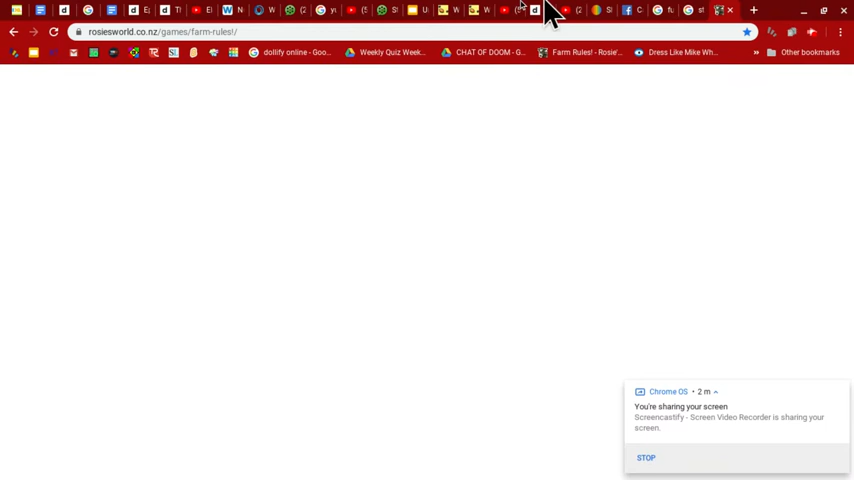 rosiesworld.co.nz/games/farm-rules!/
dollify online - Goo...
Weekly Quiz Week...
CHAT OF DOOM - G...
Farm Rules! - Rosie'...
Dress Like Mike Wh...
»
Other bookmarks
Chrome OS • 2 m
You're sharing your screen
Screencastify - Screen Video Recorder is sharing your
screen.
STOP